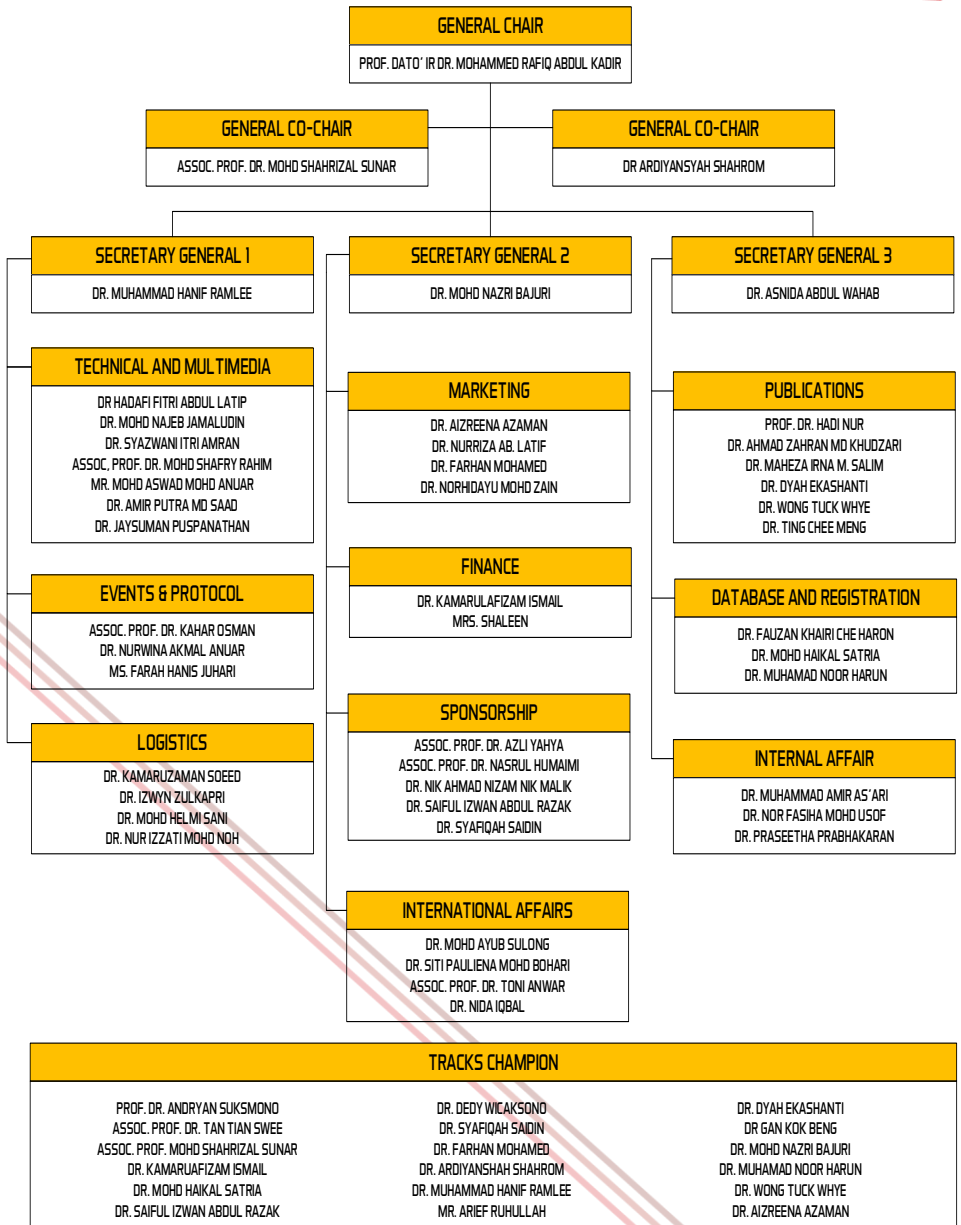 GENERAL CHAIR
PROF. DATO' IR DR. MOHAMMED RAFIQ ABDUL KADIR
GENERAL CO-CHAIR
ASSOC. PROF. DR. MOHD SHAHRIZAL SUNAR
GENERAL CO-CHAIR
DR ARDIYANSYAH SHAHROM
SECRETARY GENERAL 1
DR. MUHAMMAD HANIF RAMLEE
TECHNICAL AND MULTIMEDIA
DR HADAFI FITRI ABDUL LATIP
DR. MOHD NAJEB JAMALUDIN
DR. SYAZWANI ITRI AMRAN
ASSOC, PROF. DR. MOHD SHAFRY RAHIM
MR. MOHD ASWAD MOHD ANUAR
DR. AMIR PUTRA MD SAAD
DR. JAYSUMAN PUSPANATHAN
EVENTS & PROTOCOL
ASSOC. PROF. DR. KAHAR OSMAN
DR. NURWINA AKMAL ANUAR
MS. FARAH HANIS JUHARI
LOGISTICS
DR. KAMARUZAMAN SOEED
DR. IZWYN ZULKAPRI
DR. MOHD HELMI SANI
DR. NUR IZZATI MOHD NOH
SECRETARY GENERAL 2
DR. MOHD NAZRI BAJURI
MARKETING
DR. AIZREENA AZAMAN
DR. NURRIZA AB. LATIF
DR. FARHAN MOHAMED
DR. NORHIDAYU MOHD ZAIN
FINANCE
DR. KAMARULAFIZAM ISMAIL
MRS. SHALEEN
SPONSORSHIP
ASSOC. PROF. DR. AZLI YAHYA
ASSOC. PROF. DR. NASRUL HUMAIMI
DR. NIK AHMAD NIZAM NIK MALIK
DR. SAIFUL IZWAN ABDUL RAZAK
DR. SYAFIQAH SAIDIN
INTERNATIONAL AFFAIRS
DR. MOHD AYUB SULONG
DR. SITI PAULIENA MOHD BOHARI
ASSOC. PROF. DR. TONI ANWAR
DR. NIDA IQBAL
SECRETARY GENERAL 3
DR. ASNIDA ABDUL WAHAB
PUBLICATIONS
PROF. DR. HADI NUR
DR. AHMAD ZAHRAN MD KHUDZARI
DR. MAHEZA IRNA M. SALIM
DR. DYAH EKASHANTI
DR. WONG TUCK WHYE
DR. TING CHEE MENG
DATABASE AND REGISTRATION
DR. FAUZAN KHAIRI CHE HARON
DR. MOHD HAIKAL SATRIA
DR. MUHAMAD NOOR HARUN
INTERNAL AFFAIR
DR. MUHAMMAD AMIR AS'ARI
DR. NOR FASIHA MOHD USOF
DR. PRASEETHA PRABHAKARAN
TRACKS CHAMPION
PROF. DR. ANDRYAN SUKSMONO
ASSOC. PROF. DR. TAN TIAN SWEE
ASSOC. PROF. MOHD SHAHRIZAL SUNAR
DR. KAMARUAFIZAM ISMAIL
DR. MOHD HAIKAL SATRIA
DR. SAIFUL IZWAN ABDUL RAZAK
DR. DEDY WICAKSONO
DR. SYAFIQAH SAIDIN
DR. FARHAN MOHAMED
DR. ARDIYANSHAH SHAHROM
DR. MUHAMMAD HANIF RAMLEE
MR. ARIEF RUHULLAH
DR. DYAH EKASHANTI
DR GAN KOK BENG
DR. MOHD NAZRI BAJURI
DR. MUHAMAD NOOR HARUN
DR. WONG TUCK WHYE
DR. AIZREENA AZAMAN